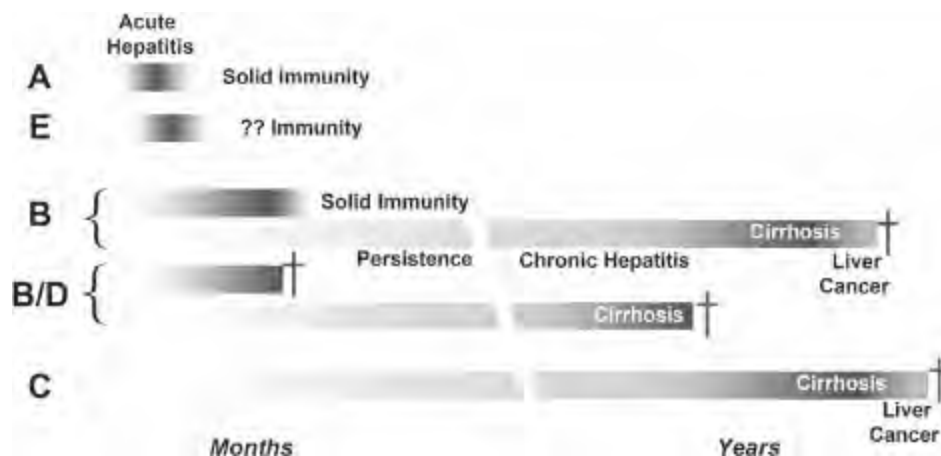 Acute
Hepatitis
A
Solid Immunity
E
?? Immunity
B
Solid Immunity
Cirrhosis
Persistence
Chronic Hepatitis
Liver
Cancer
B/D
Cirrhosis
C
Cirrhosis
Liver
Cancer
Months
Years